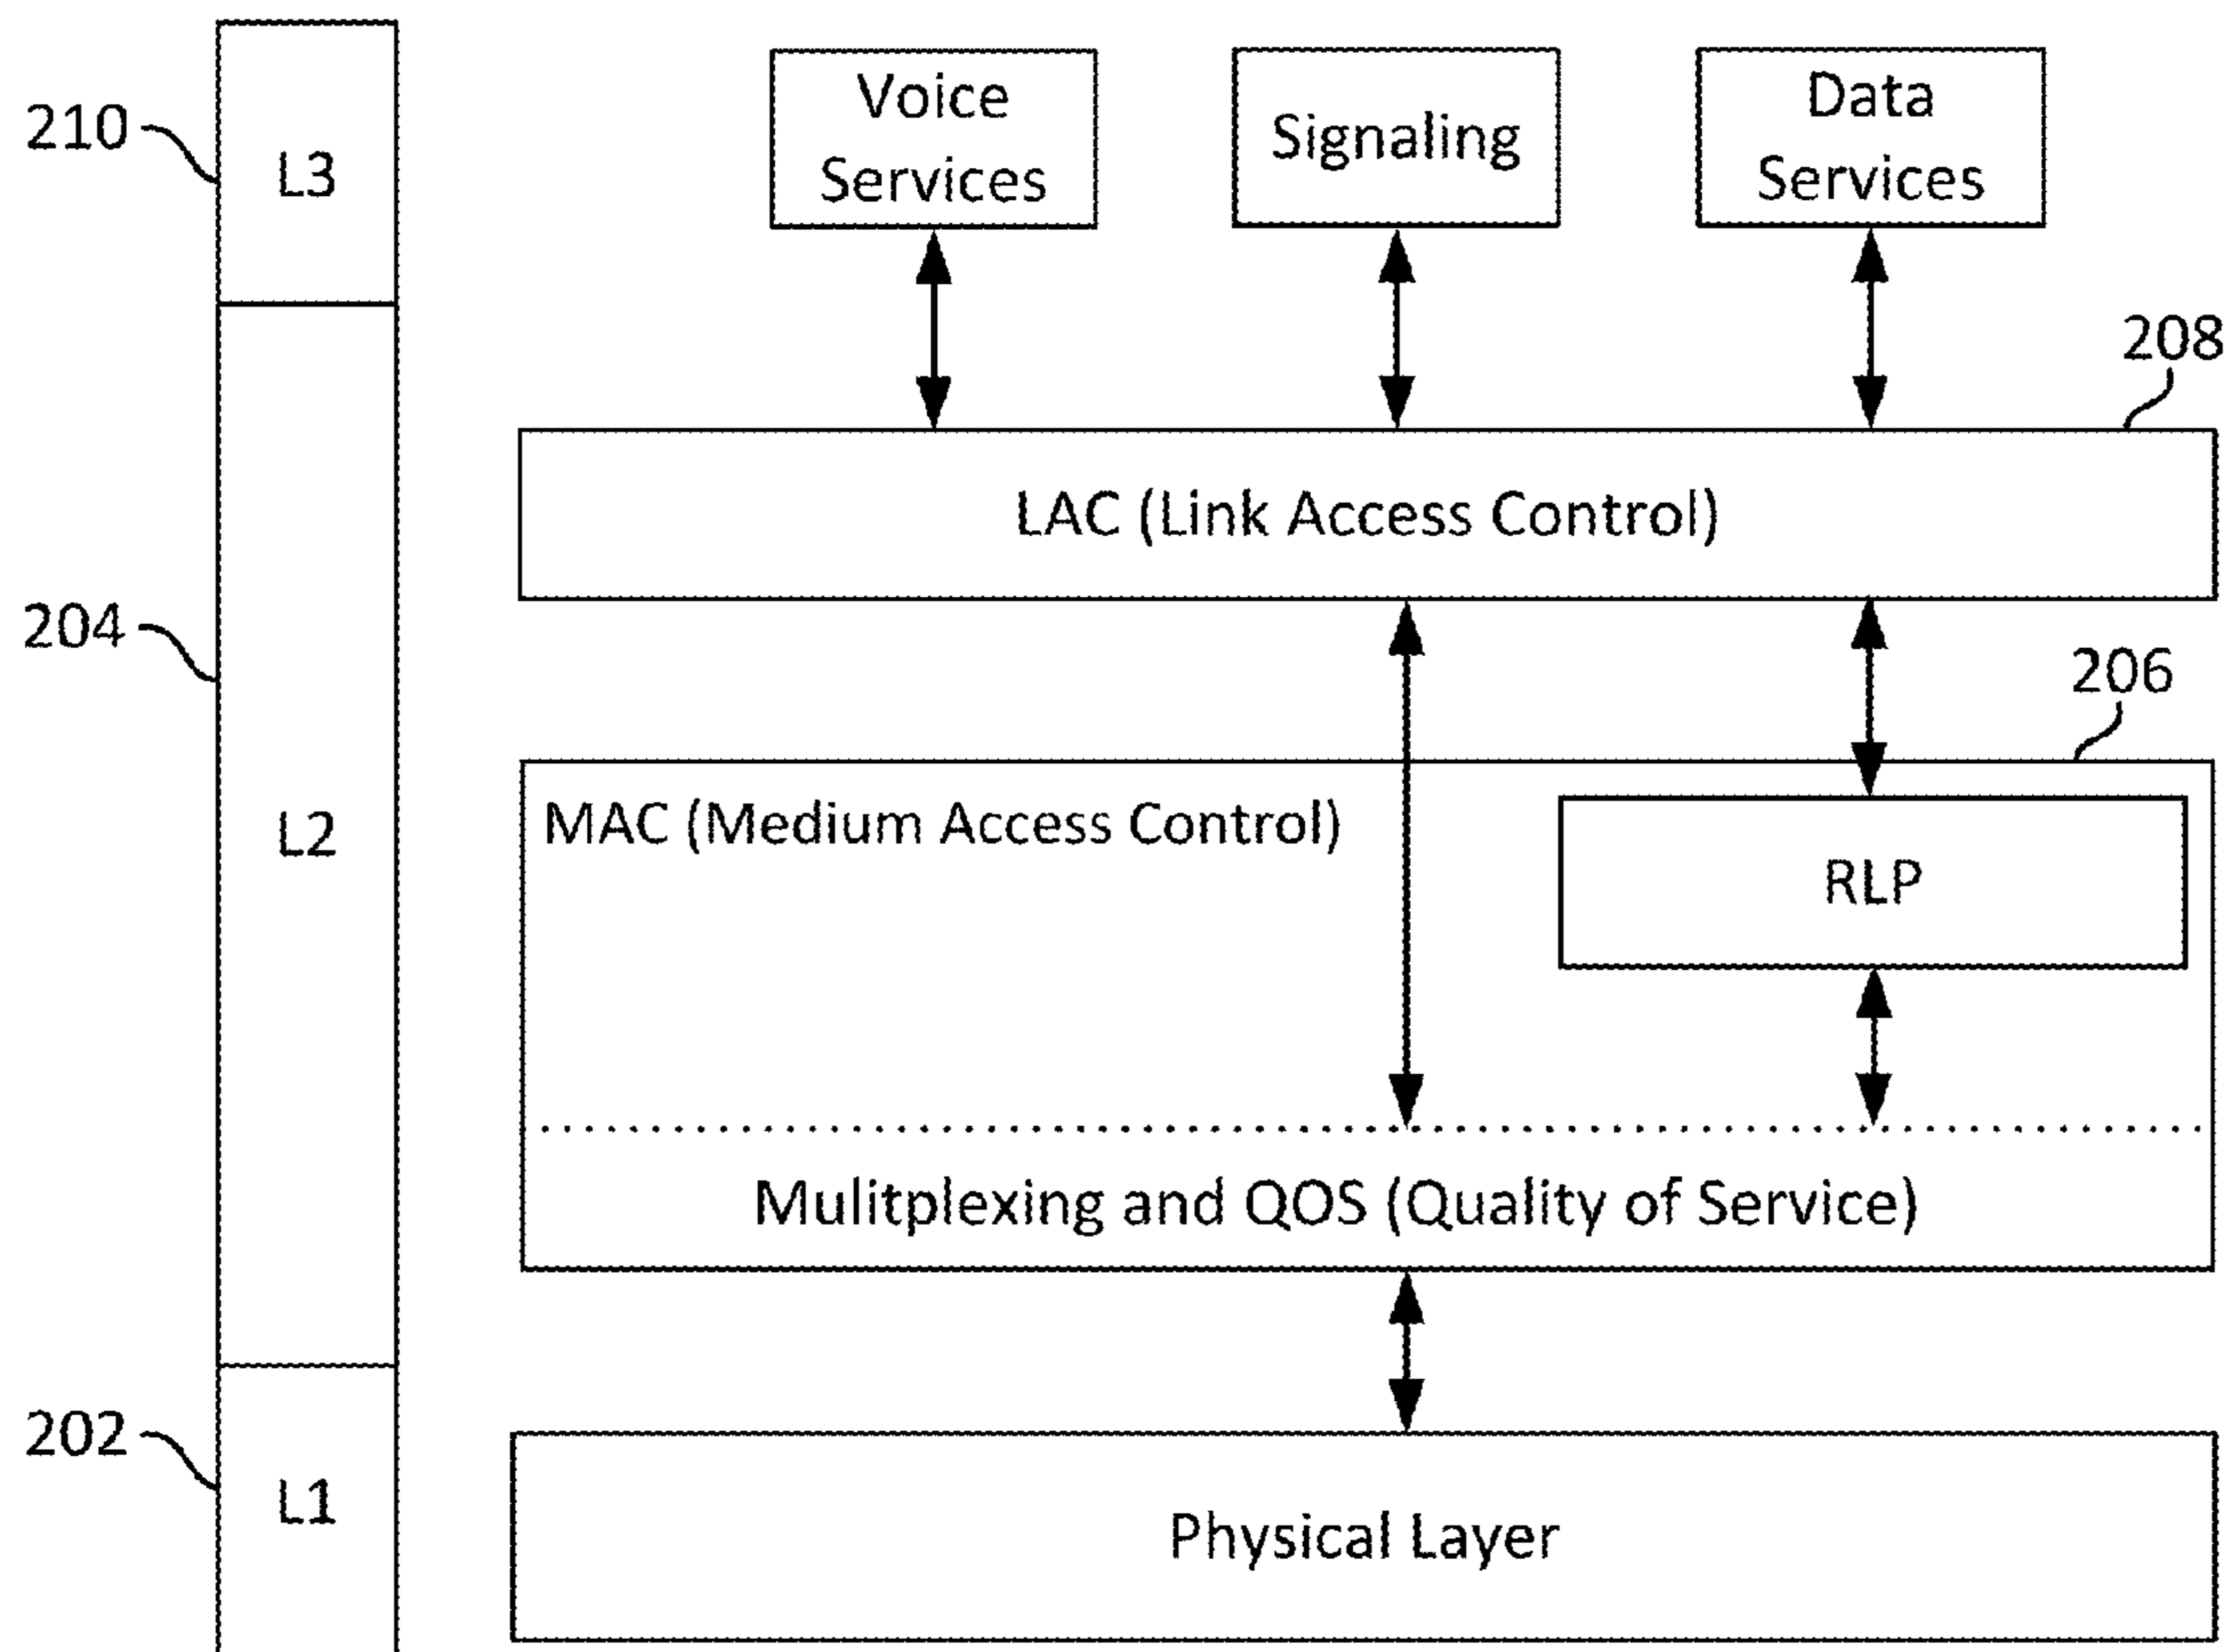 210
L3
Voice
Services
Signaling
Data
Services
208
LAC (Link Access Control)
204
L2
206
MAC (Medium Access Control)
RLP
Mulitplexing and QOS (Quality of Service)
202
L1
Physical Layer